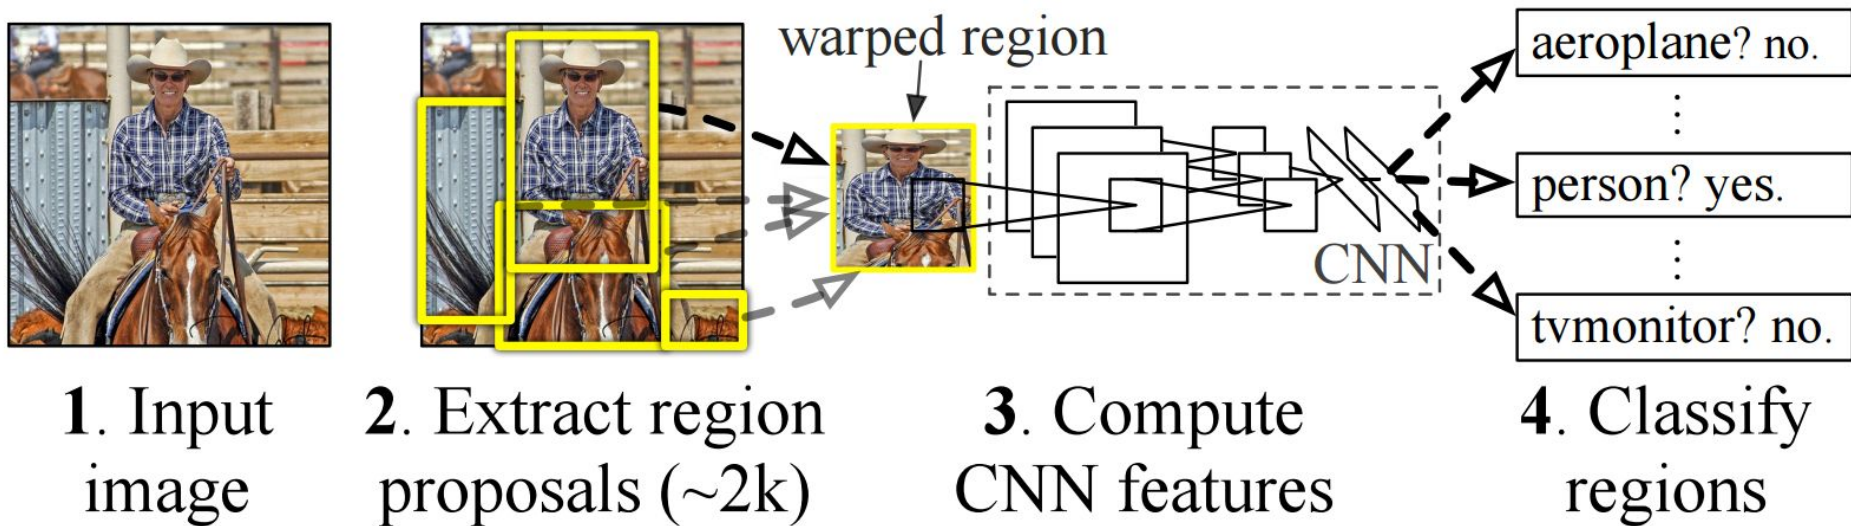 warped region
aeroplane? no.
⋮
person? yes.
CNN
⋮
tvmonitor? no.
1. Input
image
2. Extract region
proposals (~2k)
3. Compute
CNN features
4. Classify
regions